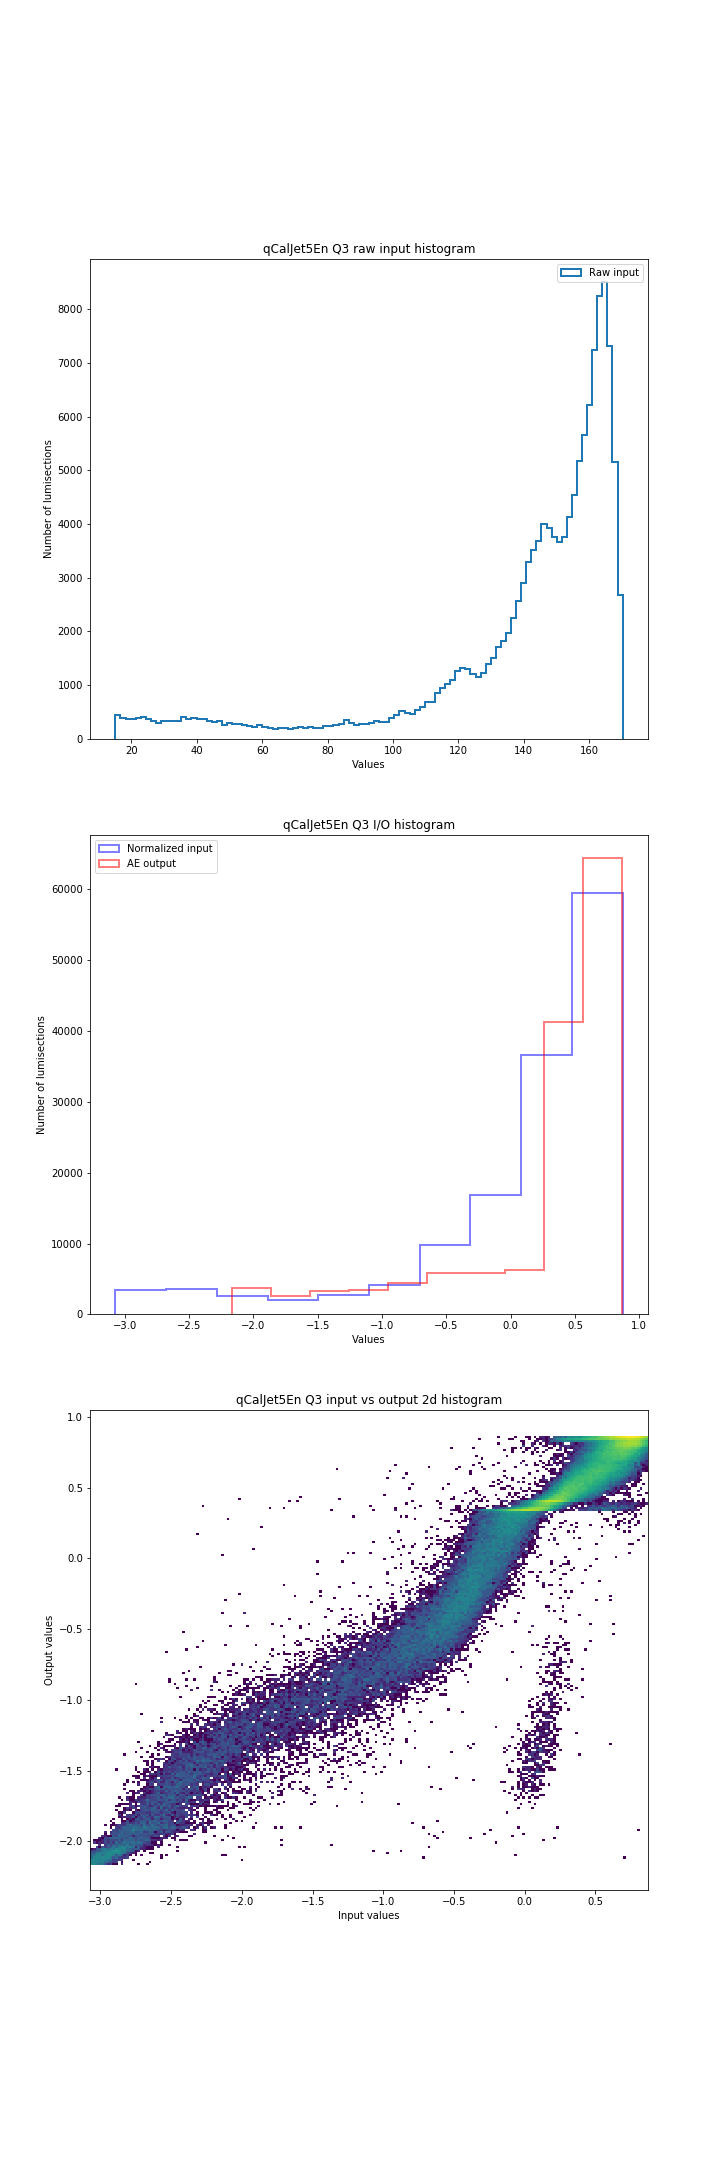 qCalJet5En Q3 raw input histogram
Raw input
8000
7000
6000
5000
4000
3000
2000
1000
0
Number of lumisections
20 40 60 80 100 120 140 160
Values
qCalJet5En Q3 I/O histogram
Normalized input
AE output
60000
50000
40000
30000
20000
10000
0
Number of lumisections
−3.0 −2.5 −2.0 −1.5 −1.0 −0.5 0.0 0.5 1.0
Values
qCalJet5En Q3 input vs output 2d histogram
1.0
0.5
0.0
−0.5
−1.0
−1.5
−2.0
Output values
−3.0 −2.5 −2.0 −1.5 −1.0 −0.5 0.0 0.5
Input values